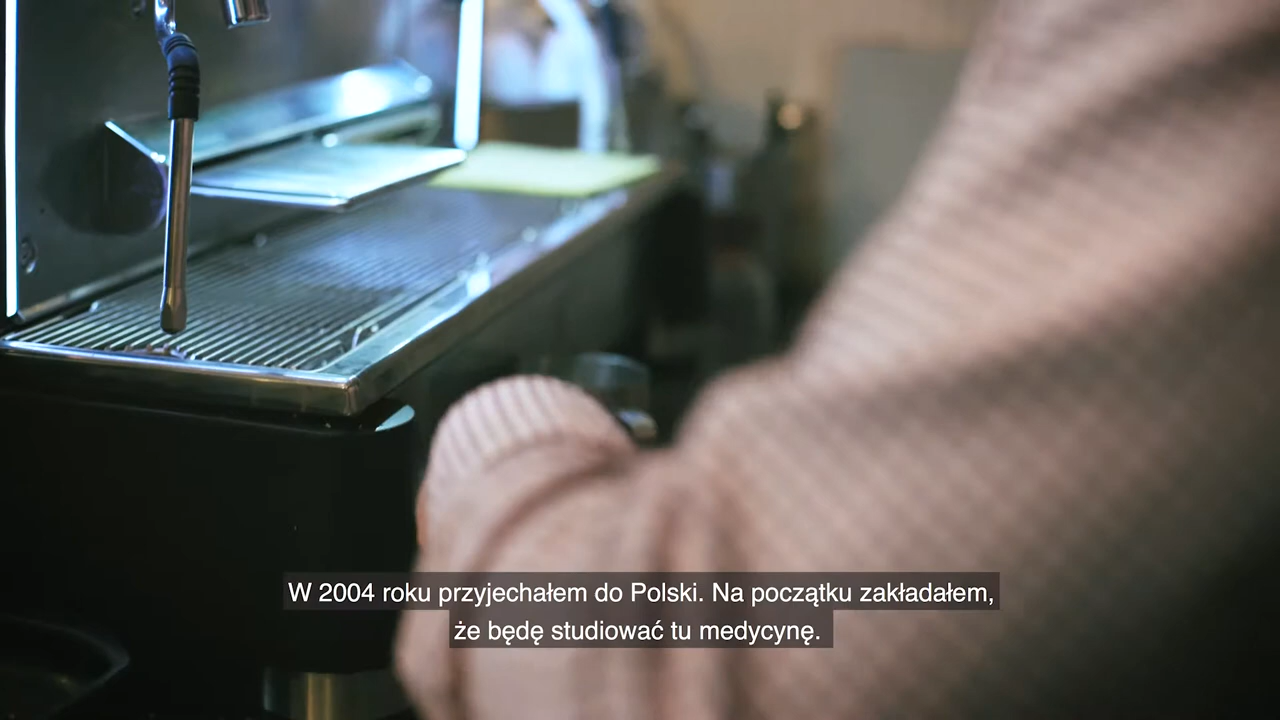 W 2004 roku przyjechałem do Polski. Na początku zakładałem,
że będę studiować tu medycynę.